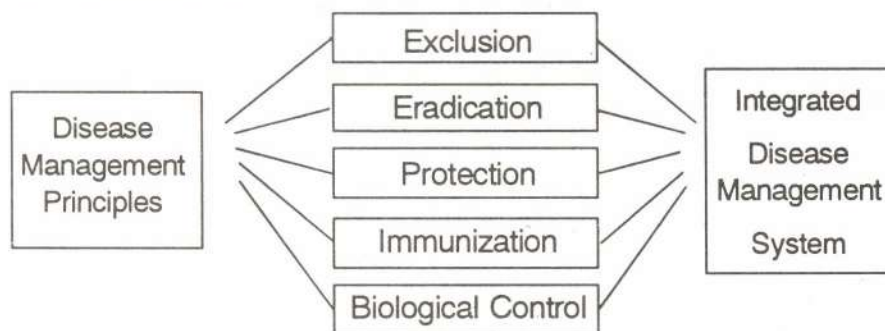 Disease
Management
Principles
Exclusion
Eradication
Protection
Immunization
Biological Control
Integrated
Disease
Management
System